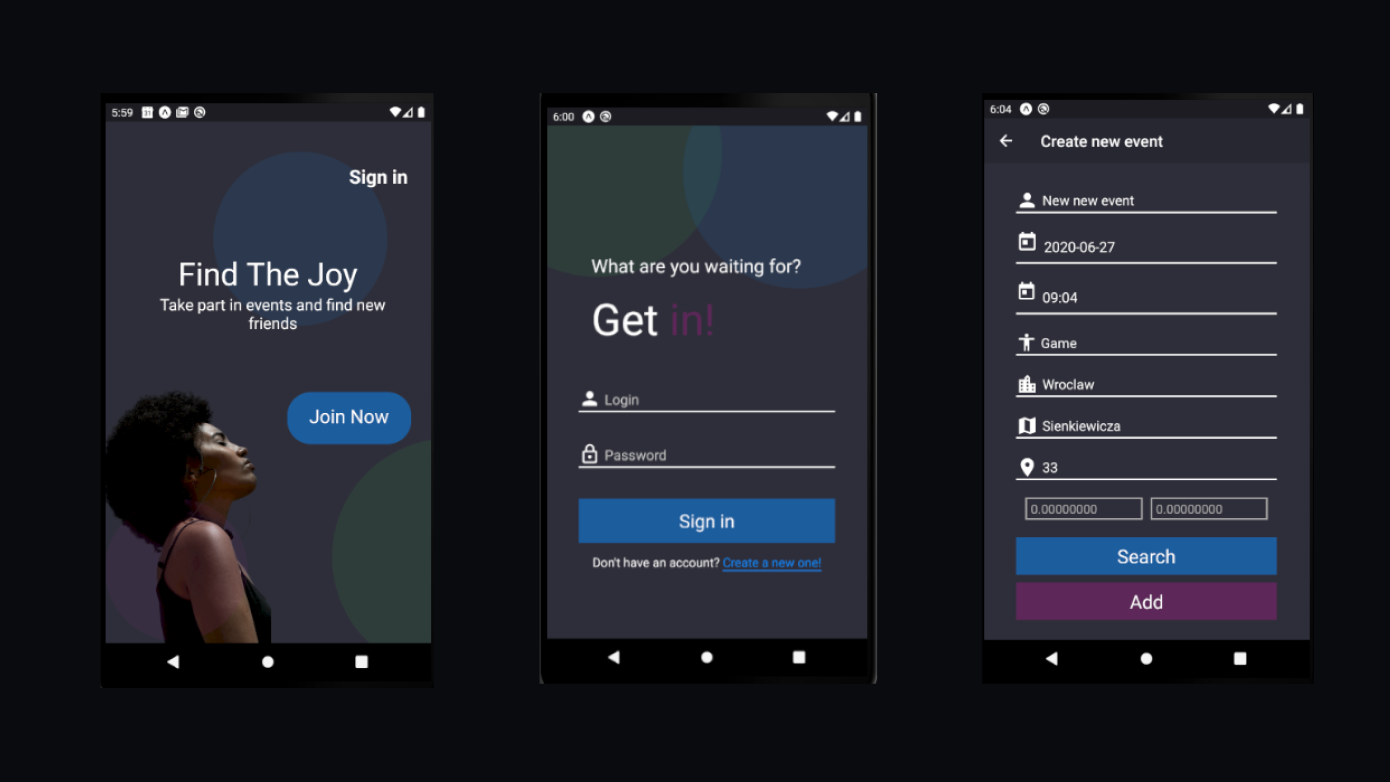 5:59
Sign in
Find The Joy
Take part in events and find new
friends
Join Now
6:00
What are you waiting for?
Get in!
Login
Password
Sign in
Don't have an account? Create a new one!
6:04
Create new event
New new event
2020-06-27
09:04
Game
Wroclaw
Sienkiewicza
33
0.00000000 0.00000000
Search
Add